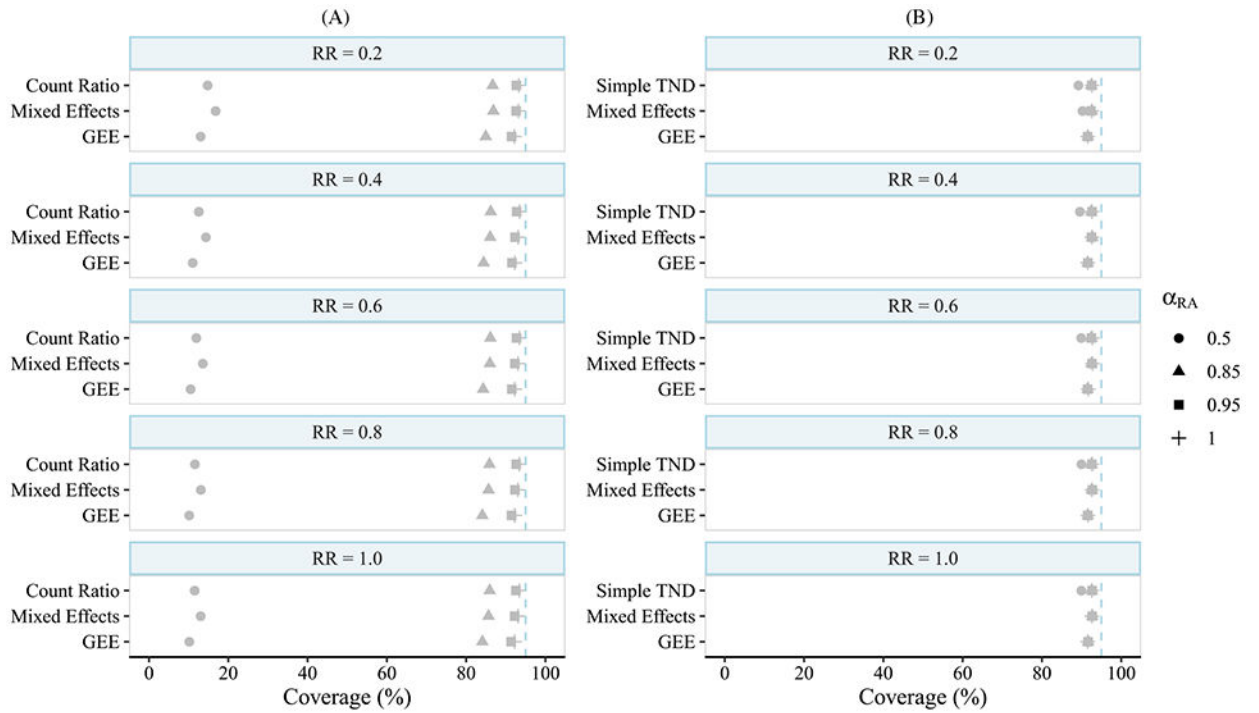 (A)
RR = 0.2
Count Ratio
Mixed Effects
GEE
RR = 0.4
Count Ratio
Mixed Effects
GEE
RR = 0.6
Count Ratio
Mixed Effects
GEE
RR = 0.8
Count Ratio
Mixed Effects
GEE
RR = 1.0
Count Ratio
Mixed Effects
GEE
0 20 40 60 80 100
Coverage (%)
(B)
RR = 0.2
Simple TND
Mixed Effects
GEE
RR = 0.4
Simple TND
Mixed Effects
GEE
RR = 0.6
Simple TND
Mixed Effects
GEE
RR = 0.8
Simple TND
Mixed Effects
GEE
RR = 1.0
Simple TND
Mixed Effects
GEE
0 20 40 60 80 100
Coverage (%)
αRA
0.5
0.85
0.95
1